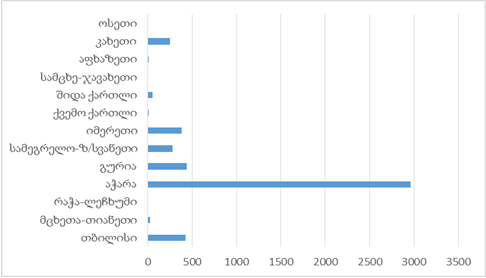 ოსეთი
კახეთი
აფხაზეთი
სამცხე-ჯავახეთი
შიდა ქართლი
ქვემო ქართლი
იმერეთი
სამეგრელო-ზ/სვანეთი
გურია
აჭარა
რაჭა-ლეჩხუმი
მცხეთა-თიანეთი
თბილისი
0 500 1000 1500 2000 2500 3000 3500